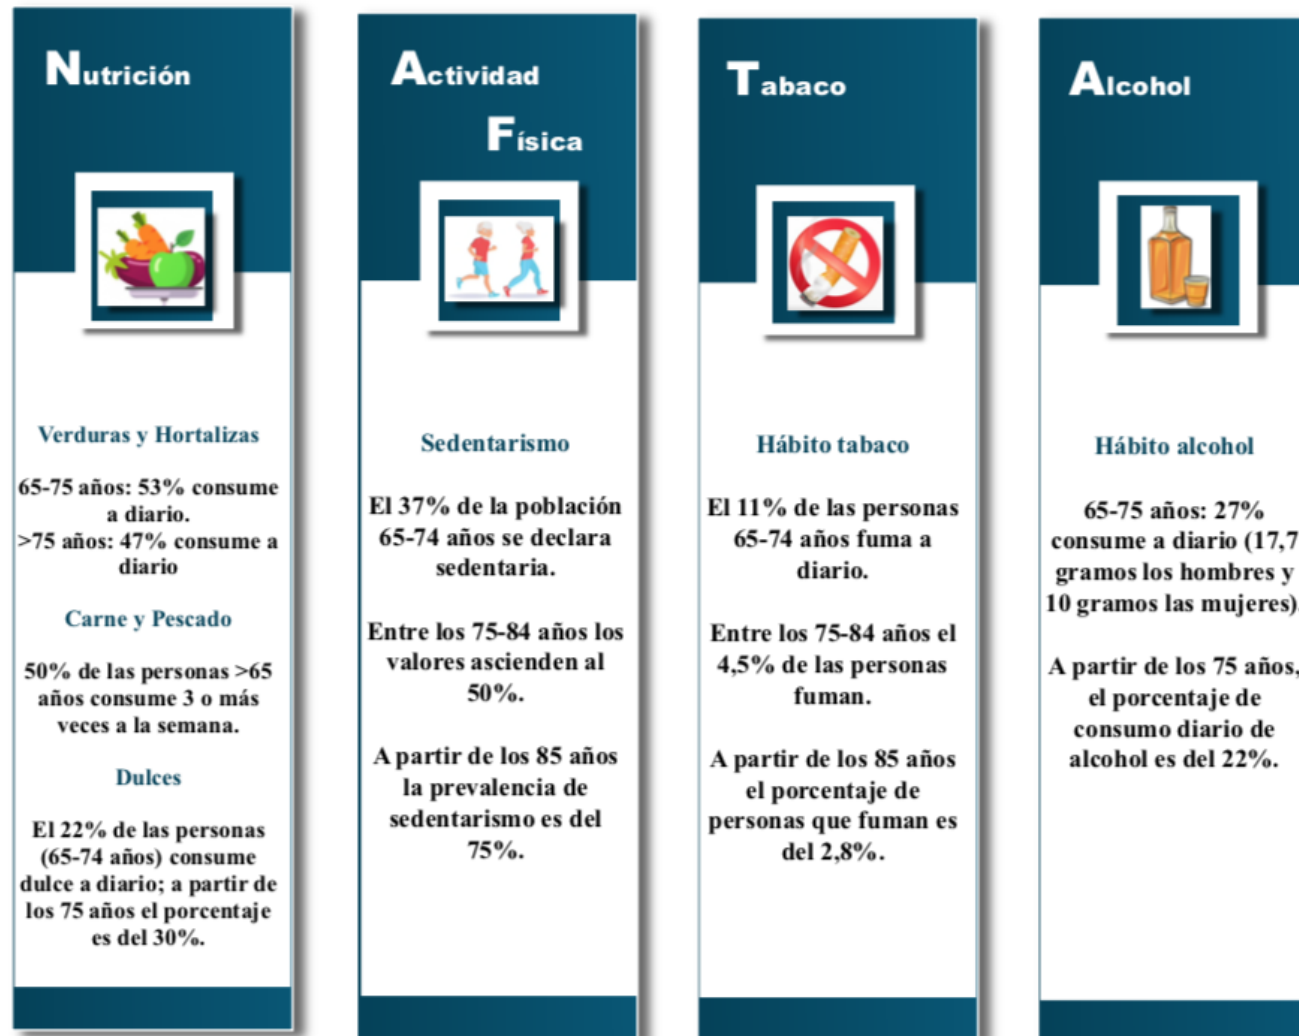 Nutrición
Verduras y Hortalizas
65-75 años: 53% consume
a diario.
>75 años: 47% consume a
diario
Carne y Pescado
50% de las personas >65
años consume 3 o más
veces a la semana.
Dulces
El 22% de las personas
(65-74 años) consume
dulce a diario; a partir de
los 75 años el porcentaje
es del 30%.
Actividad
Física
Sedentarismo
El 37% de la población
65-74 años se declara
sedentaria.
Entre los 75-84 años los
valores ascienden al
50%.
A partir de los 85 años
la prevalencia de
sedentarismo es del
75%.
Tabaco
Hábito tabaco
El 11% de las personas
65-74 años fuma a
diario.
Entre los 75-84 años el
4,5% de las personas
fuman.
A partir de los 85 años
el porcentaje de
personas que fuman es
del 2,8%.
Alcohol
Hábito alcohol
65-75 años: 27%
consume a diario (17,7
gramos los hombres y
10 gramos las mujeres).
A partir de los 75 años,
el porcentaje de
consumo diario de
alcohol es del 22%.